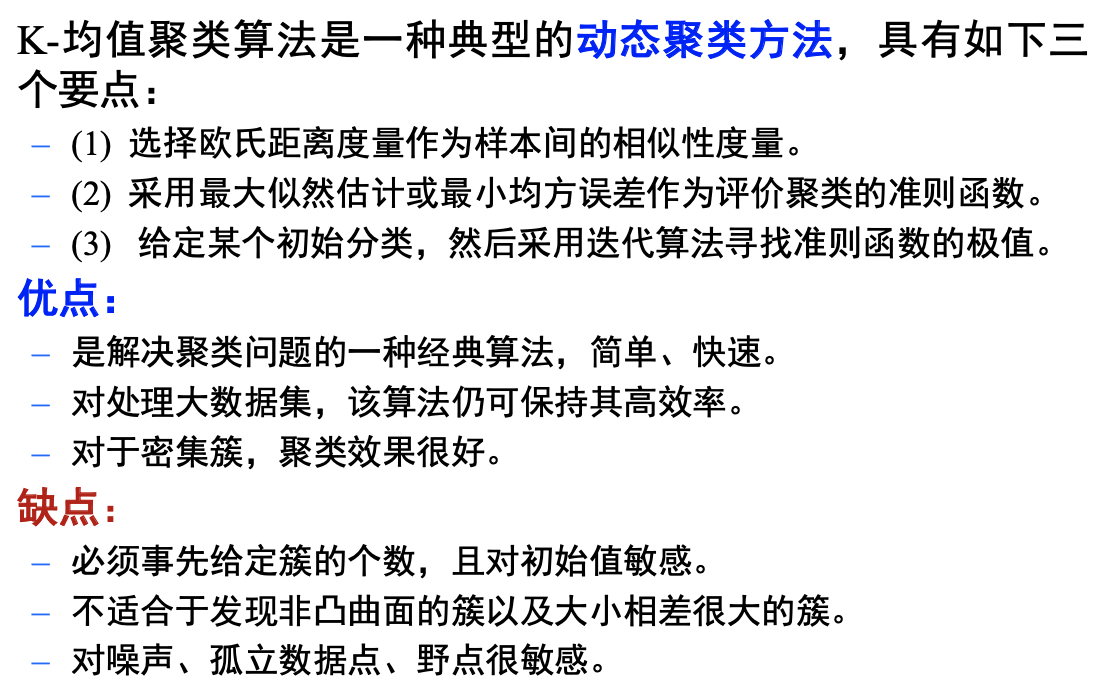 K-均值聚类算法是一种典型的动态聚类方法，具有如下三
个要点：
– (1) 选择欧氏距离度量作为样本间的相似性度量。
– (2) 采用最大似然估计或最小均方误差作为评价聚类的准则函数。
– (3) 给定某个初始分类，然后采用迭代算法寻找准则函数的极值。
优点：
– 是解决聚类问题的一种经典算法，简单、快速。
– 对处理大数据集，该算法仍可保持其高效率。
– 对于密集簇，聚类效果很好。
缺点：
– 必须事先给定簇的个数，且对初始值敏感。
– 不适合于发现非凸曲面的簇以及大小相差很大的簇。
– 对噪声、孤立数据点、野点很敏感。